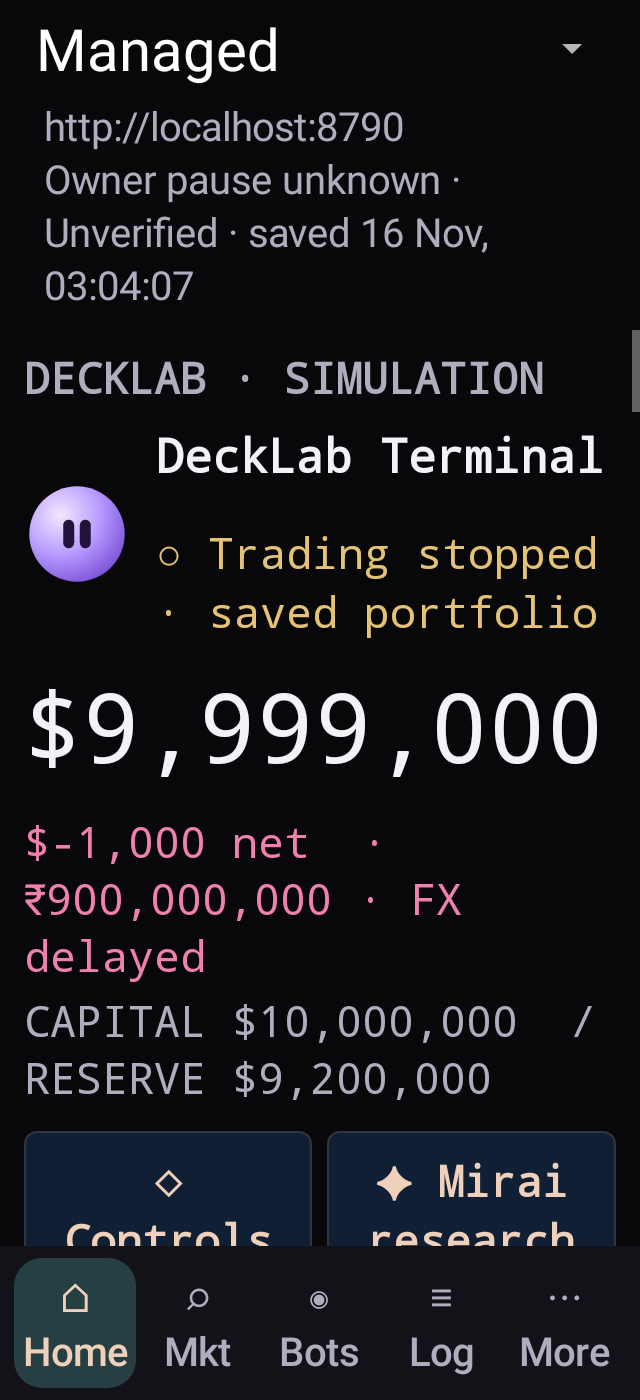 Managed
http://localhost:8790
Owner pause unknown ·
Unverified · saved 16 Nov,
03:04:07
DECKLAB · SIMULATION
DeckLab Terminal
○ Trading stopped
· saved portfolio
$9,999,000
$-1,000 net ·
₹900,000,000 · FX
delayed
CAPITAL $10,000,000 /
RESERVE $9,200,000
◇
Controls
✦ Mirai
research
Home
Mkt
Bots
Log
More